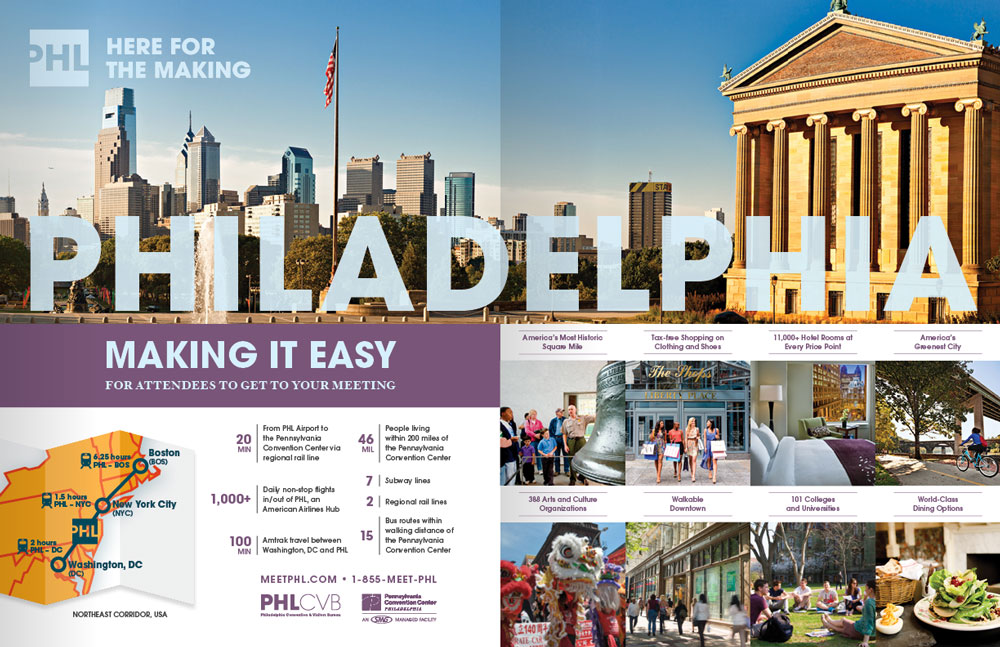 PHL
HERE FOR
THE MAKING
PHILADELPHIA
MAKING IT EASY
FOR ATTENDEES TO GET TO YOUR MEETING
6.25 hours
PHL - BOS
Boston
(BOS)
1.5 hours
PHL - NYC
New York City
(NYC)
PHL
2 hours
PHL - DC
Washington, DC
(DC)
NORTHEAST CORRIDOR, USA
20
MIN
From PHL Airport to
the Pennsylvania
Convention Center via
regional rail line
1,000+
Daily non-stop flights
in/out of PHL, an
American Airlines Hub
100
MIN
Amtrak travel between
Washington, DC and PHL
46
MIL
People living
within 200 miles of
the Pennsylvania
Convention Center
7
Subway lines
2
Regional rail lines
15
Bus routes within
walking distance of
the Pennsylvania
Convention Center
MEETPHL.COM • 1-855-MEET-PHL
PHLCVB
Philadelphia Convention & Visitors Bureau
Pennsylvania
Convention Center
PHILADELPHIA
AN SMG MANAGED FACILITY
America's Most Historic
Square Mile
Tax-free Shopping on
Clothing and Shoes
11,000+ Hotel Rooms at
Every Price Point
America's
Greenest City
The Shops
LIBERTY PLACE
388 Arts and Culture
Organizations
Walkable
Downtown
101 Colleges
and Universities
World-Class
Dining Options